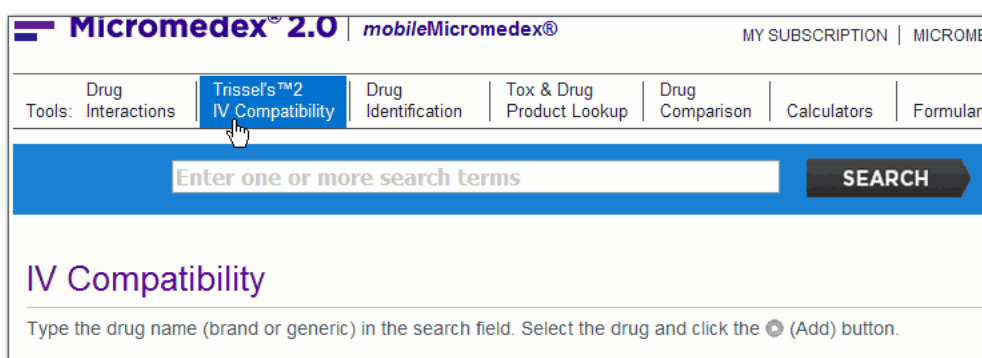 Micromedex® 2.0 | mobileMicromedex®
MY SUBSCRIPTION | MICROME
Tools: Drug Interactions
Trissel's™2 IV Compatibility
Drug Identification
Tox & Drug Product Lookup
Drug Comparison
Calculators
Formular
Enter one or more search terms
SEARCH
IV Compatibility
Type the drug name (brand or generic) in the search field. Select the drug and click the (Add) button.